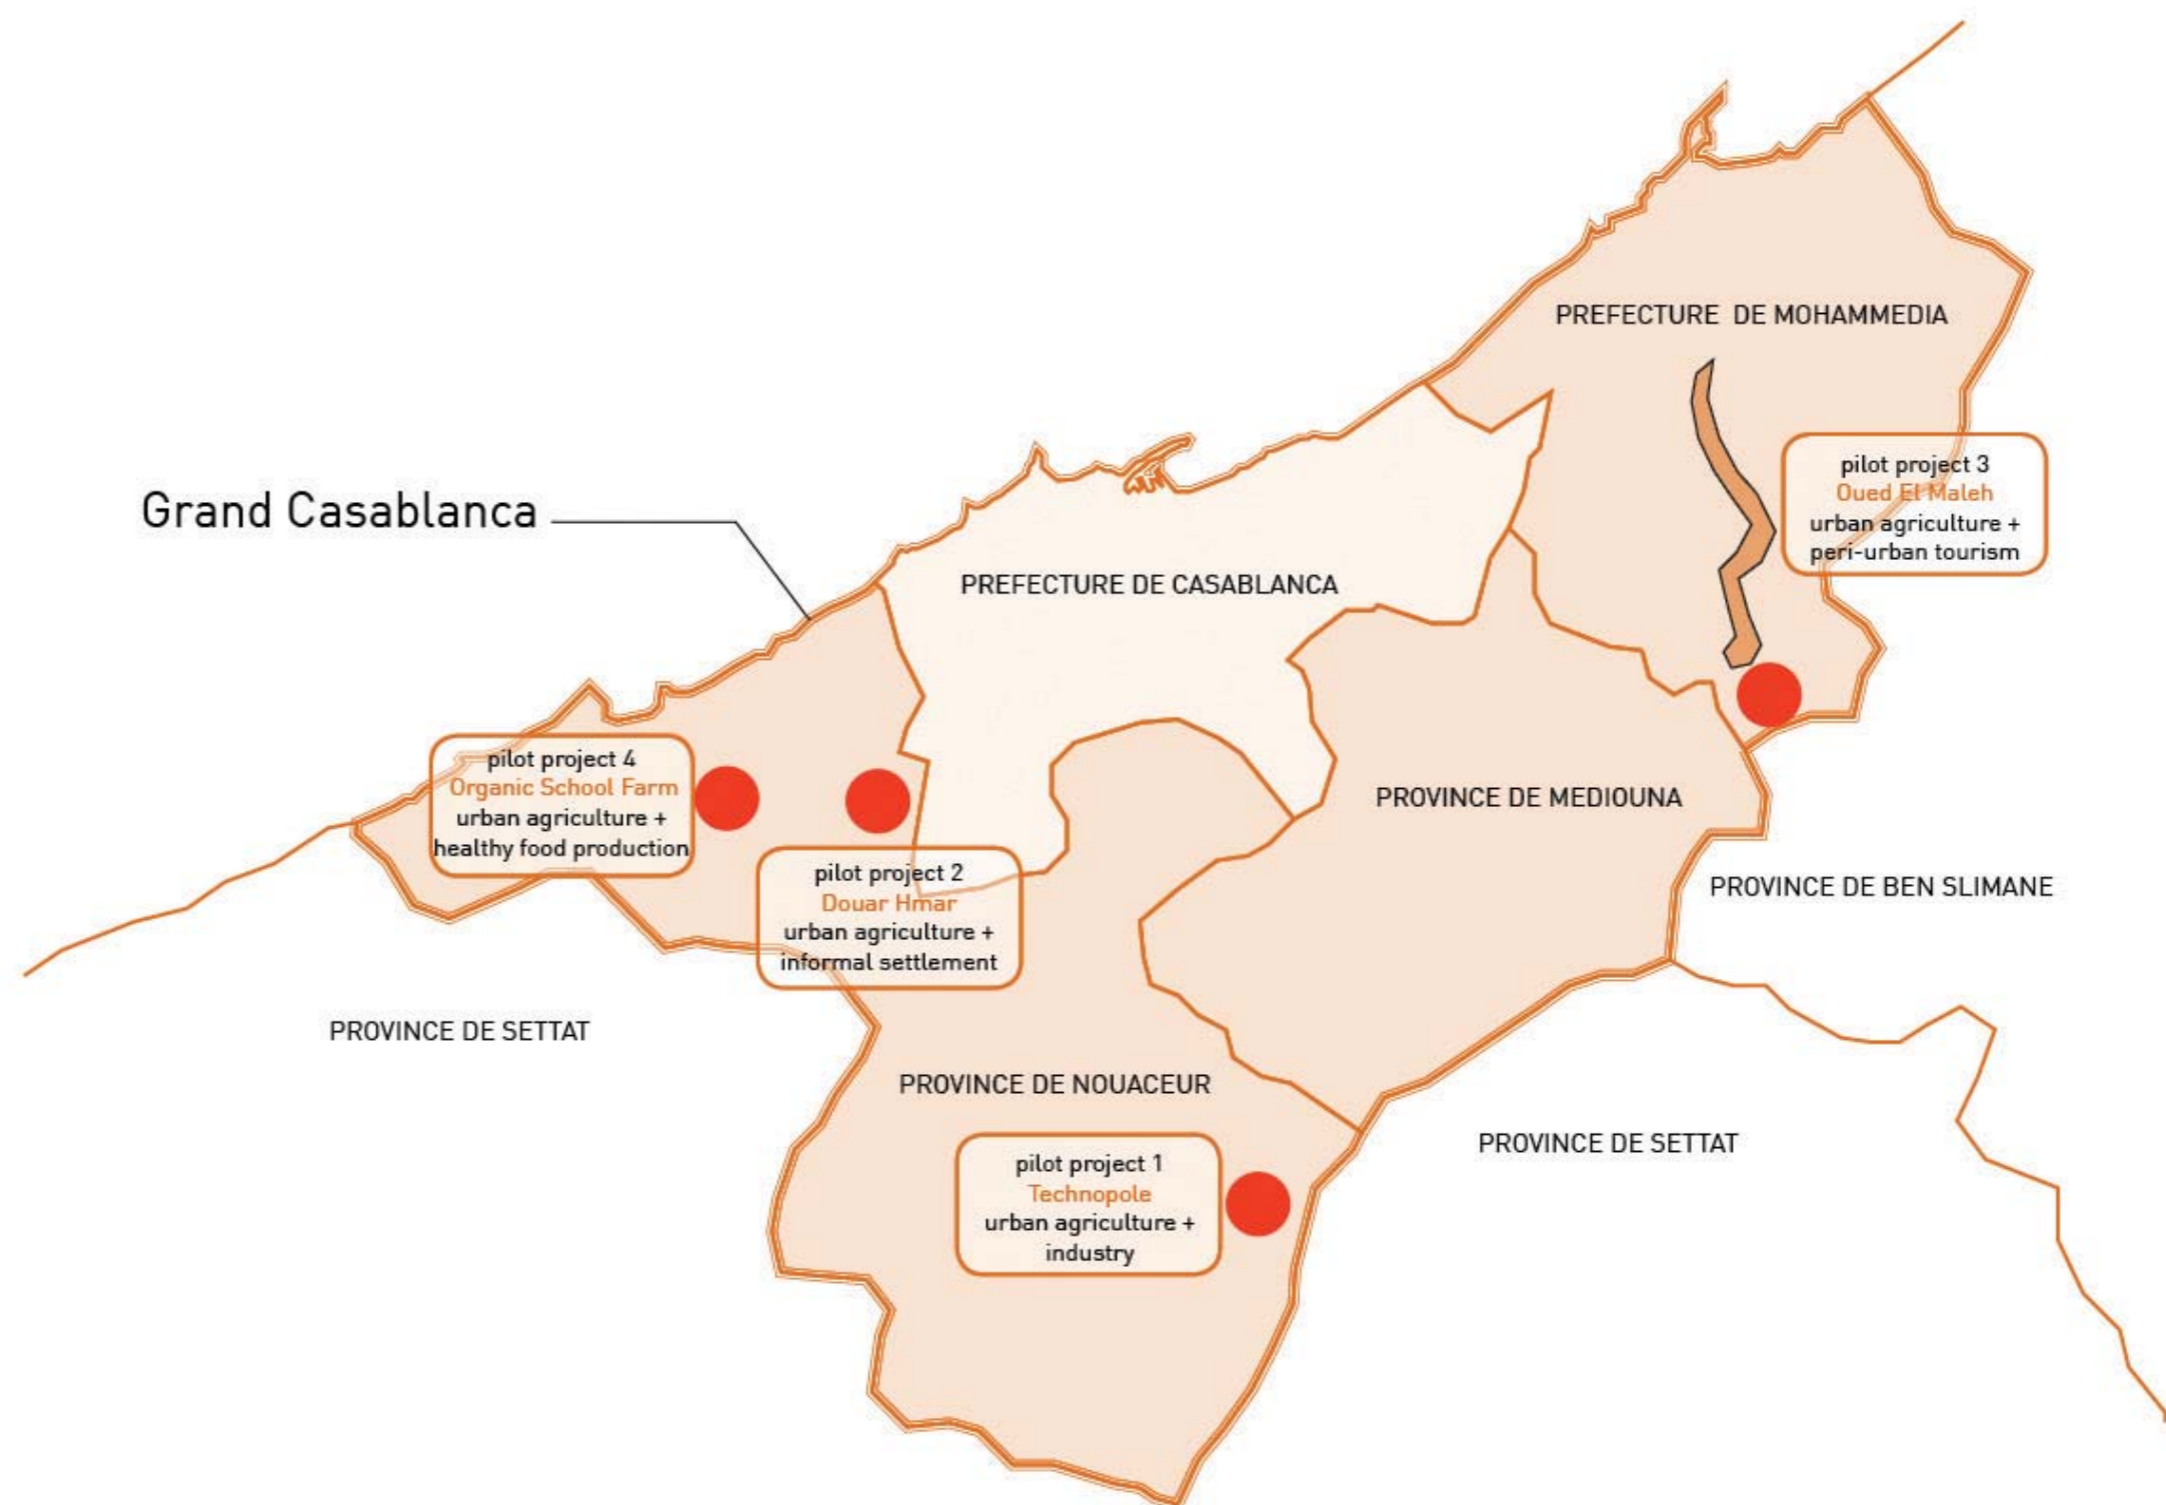 PREFECTURE DE MOHAMMEDIA
pilot project 3
Oued El Maleh
urban agriculture +
peri-urban tourism
Grand Casablanca
PREFECTURE DE CASABLANCA
pilot project 4
Organic School Farm
urban agriculture +
healthy food production
PROVINCE DE MEDIOUNA
pilot project 2
Douar Hmar
urban agriculture +
informal settlement
PROVINCE DE BEN SLIMANE
PROVINCE DE SETTAT
PROVINCE DE NOUACEUR
PROVINCE DE SETTAT
pilot project 1
Technopole
urban agriculture +
industry